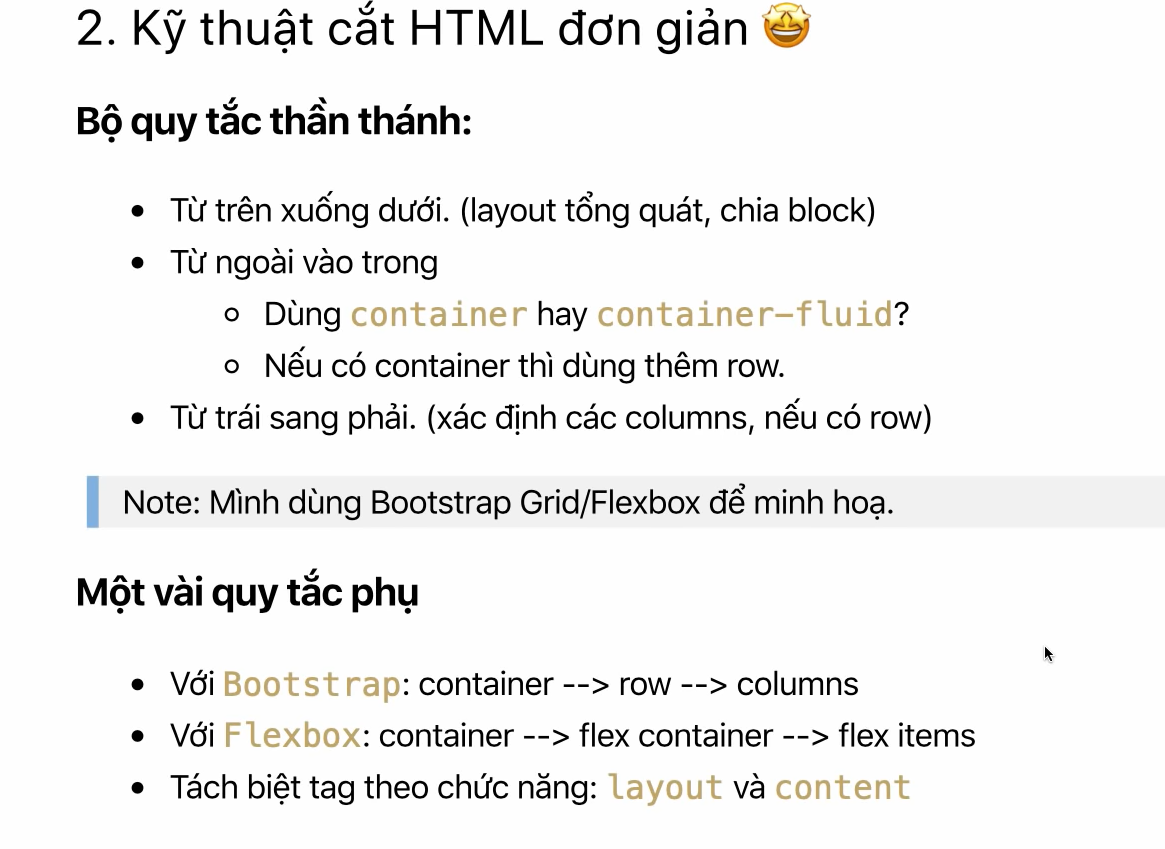 2. Kỹ thuật cắt HTML đơn giản 🤩
Bộ quy tắc thần thánh:
• Từ trên xuống dưới. (layout tổng quát, chia block)
• Từ ngoài vào trong
◦ Dùng container hay container-fluid?
◦ Nếu có container thì dùng thêm row.
• Từ trái sang phải. (xác định các columns, nếu có row)
Note: Mình dùng Bootstrap Grid/Flexbox để minh hoạ.
Một vài quy tắc phụ
• Với Bootstrap: container --> row --> columns
• Với Flexbox: container --> flex container --> flex items
• Tách biệt tag theo chức năng: layout và content